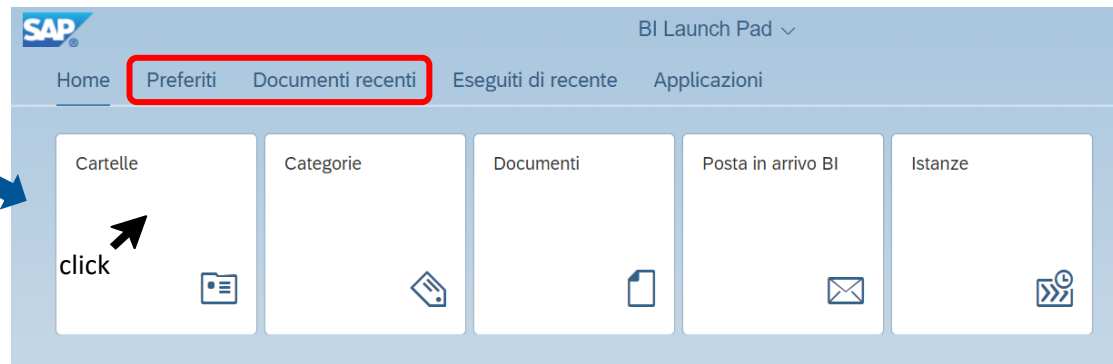 SAP
BI Launch Pad
Home Preferiti Documenti recenti Eseguiti di recente Applicazioni
Cartelle Categorie Documenti Posta in arrivo BI Istanze
click